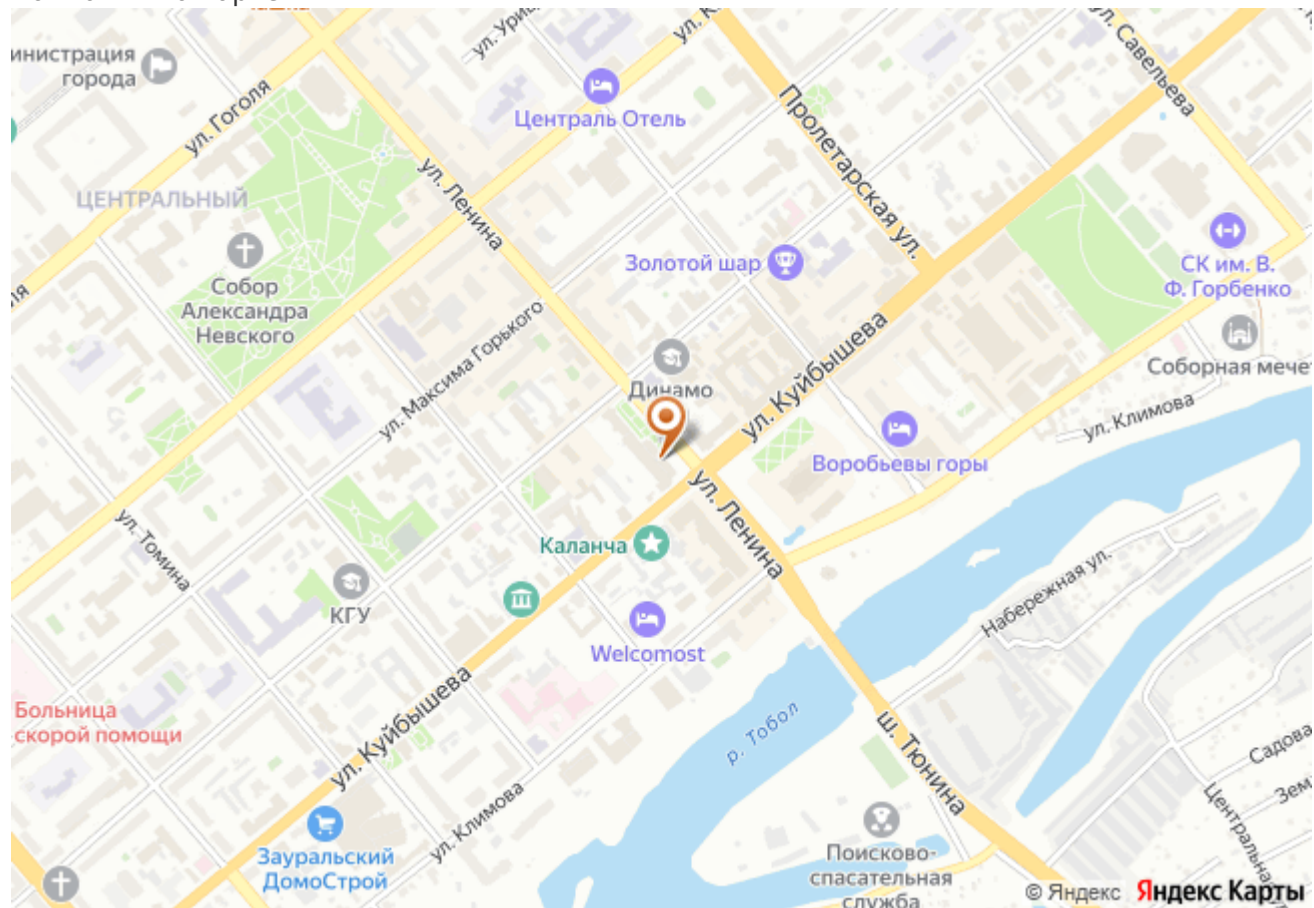 чашка
инистрация
города
ул. Гоголя
ул. Савельева
Централь Отель
Пролетарская ул.
ул. Ленина
ЦЕНТРАЛЬНЫЙ
Собор
Александра
Невского
Золотой шар
СК им. В.
Ф. Горбенко
ул. Максима Горького
Динамо
ул. Куйбышева
Соборная мече
ул. Климова
Воробьевы горы
ул. Ленина
ул. Томина
Каланча
КГУ
Набережная ул.
Welcomost
Больница
скорой помощи
ул. Куйбышева
р. Тобол
ш. Тюнина
Садова
Зем
Центральна
ул. Климова
Зауральский
ДомоСтрой
Поисково-
спасательная
служба
© Яндекс Яндекс Карты